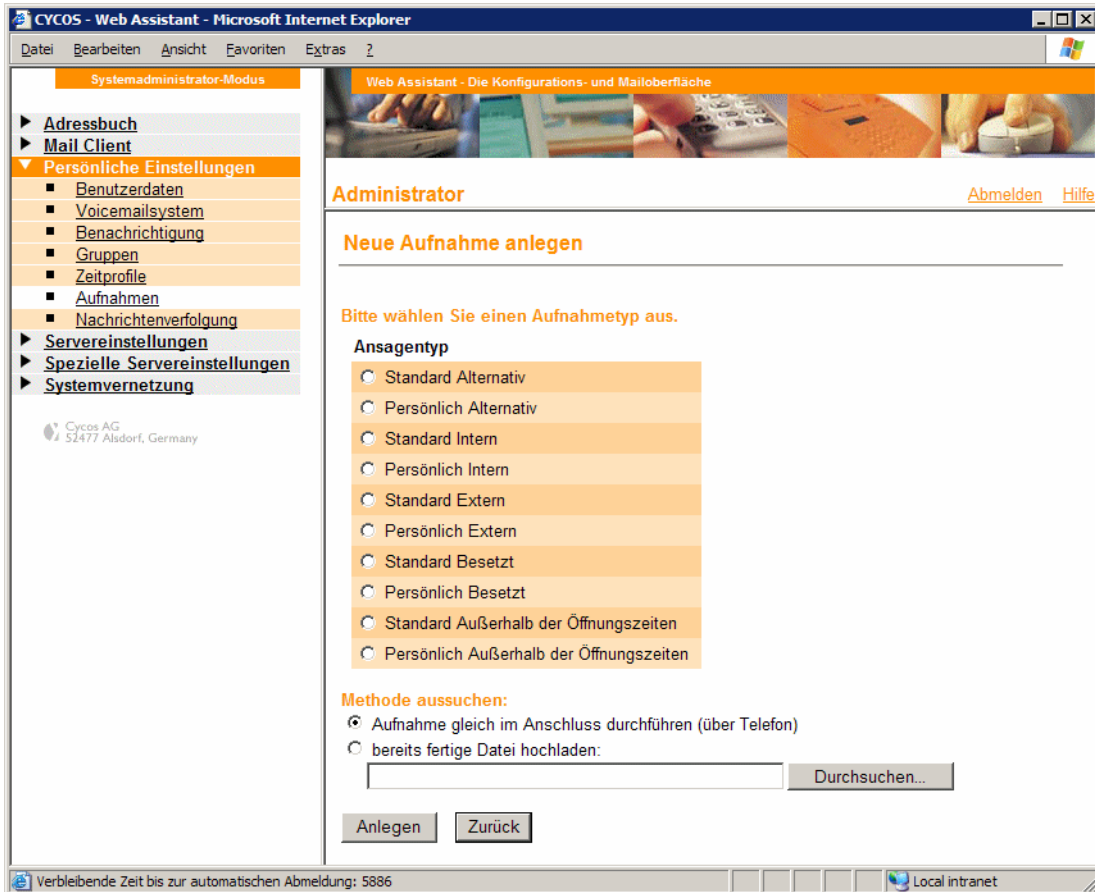 CYCOS - Web Assistant - Microsoft Internet Explorer
Datei Bearbeiten Ansicht Favoriten Extras ?
Systemadministrator-Modus
Adressbuch
Mail Client
Persönliche Einstellungen
Benutzerdaten
Voicemailsystem
Benachrichtigung
Gruppen
Zeitprofile
Aufnahmen
Nachrichtenverfolgung
Servereinstellungen
Spezielle Servereinstellungen
Systemvernetzung
Cycos AG
52477 Alsdorf, Germany
Web Assistant - Die Konfigurations- und Mailoberfläche
Administrator Abmelden Hilfe
Neue Aufnahme anlegen
Bitte wählen Sie einen Aufnahmetyp aus.
Ansagentyp
Standard Alternativ
Persönlich Alternativ
Standard Intern
Persönlich Intern
Standard Extern
Persönlich Extern
Standard Besetzt
Persönlich Besetzt
Standard Außerhalb der Öffnungszeiten
Persönlich Außerhalb der Öffnungszeiten
Methode aussuchen:
Aufnahme gleich im Anschluss durchführen (über Telefon)
bereits fertige Datei hochladen:
Durchsuchen...
Anlegen Zurück
Verbleibende Zeit bis zur automatischen Abmeldung: 5886 Local intranet